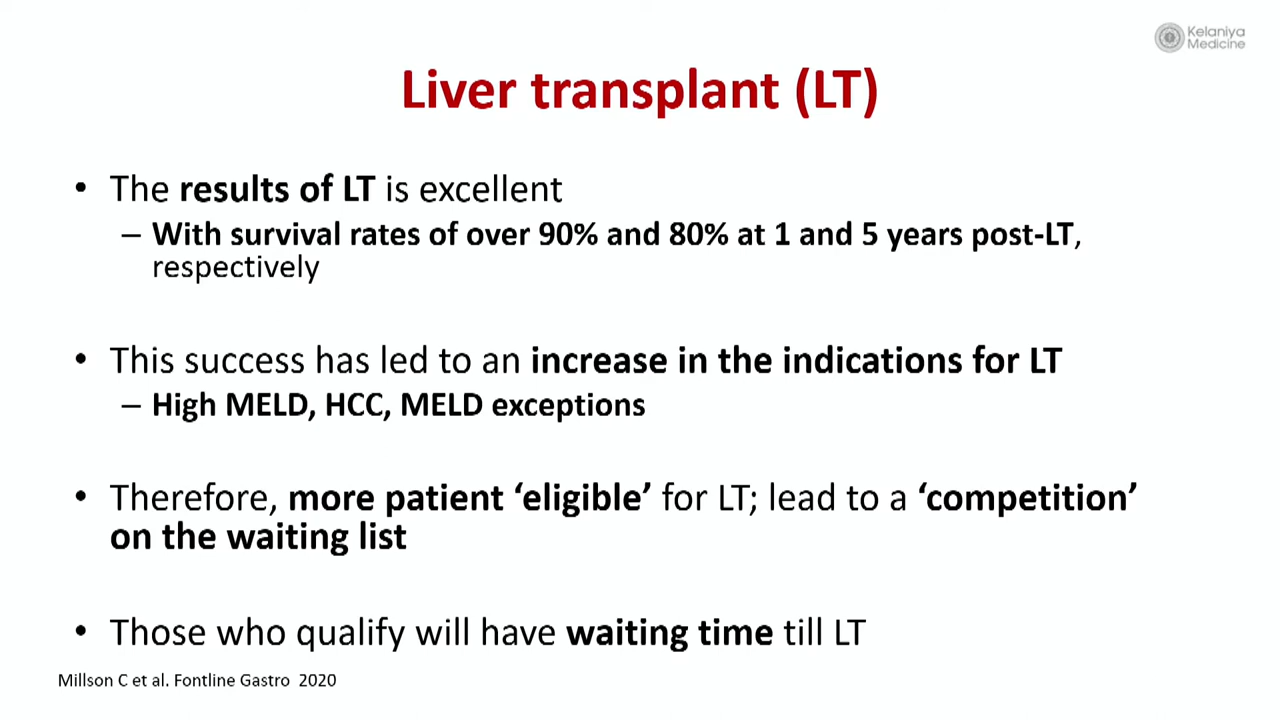 Kelaniya
Medicine
Liver transplant (LT)
• The results of LT is excellent
– With survival rates of over 90% and 80% at 1 and 5 years post-LT,
respectively
• This success has led to an increase in the indications for LT
– High MELD, HCC, MELD exceptions
• Therefore, more patient ‘eligible’ for LT; lead to a ‘competition’
on the waiting list
• Those who qualify will have waiting time till LT
Millson C et al. Fontline Gastro 2020